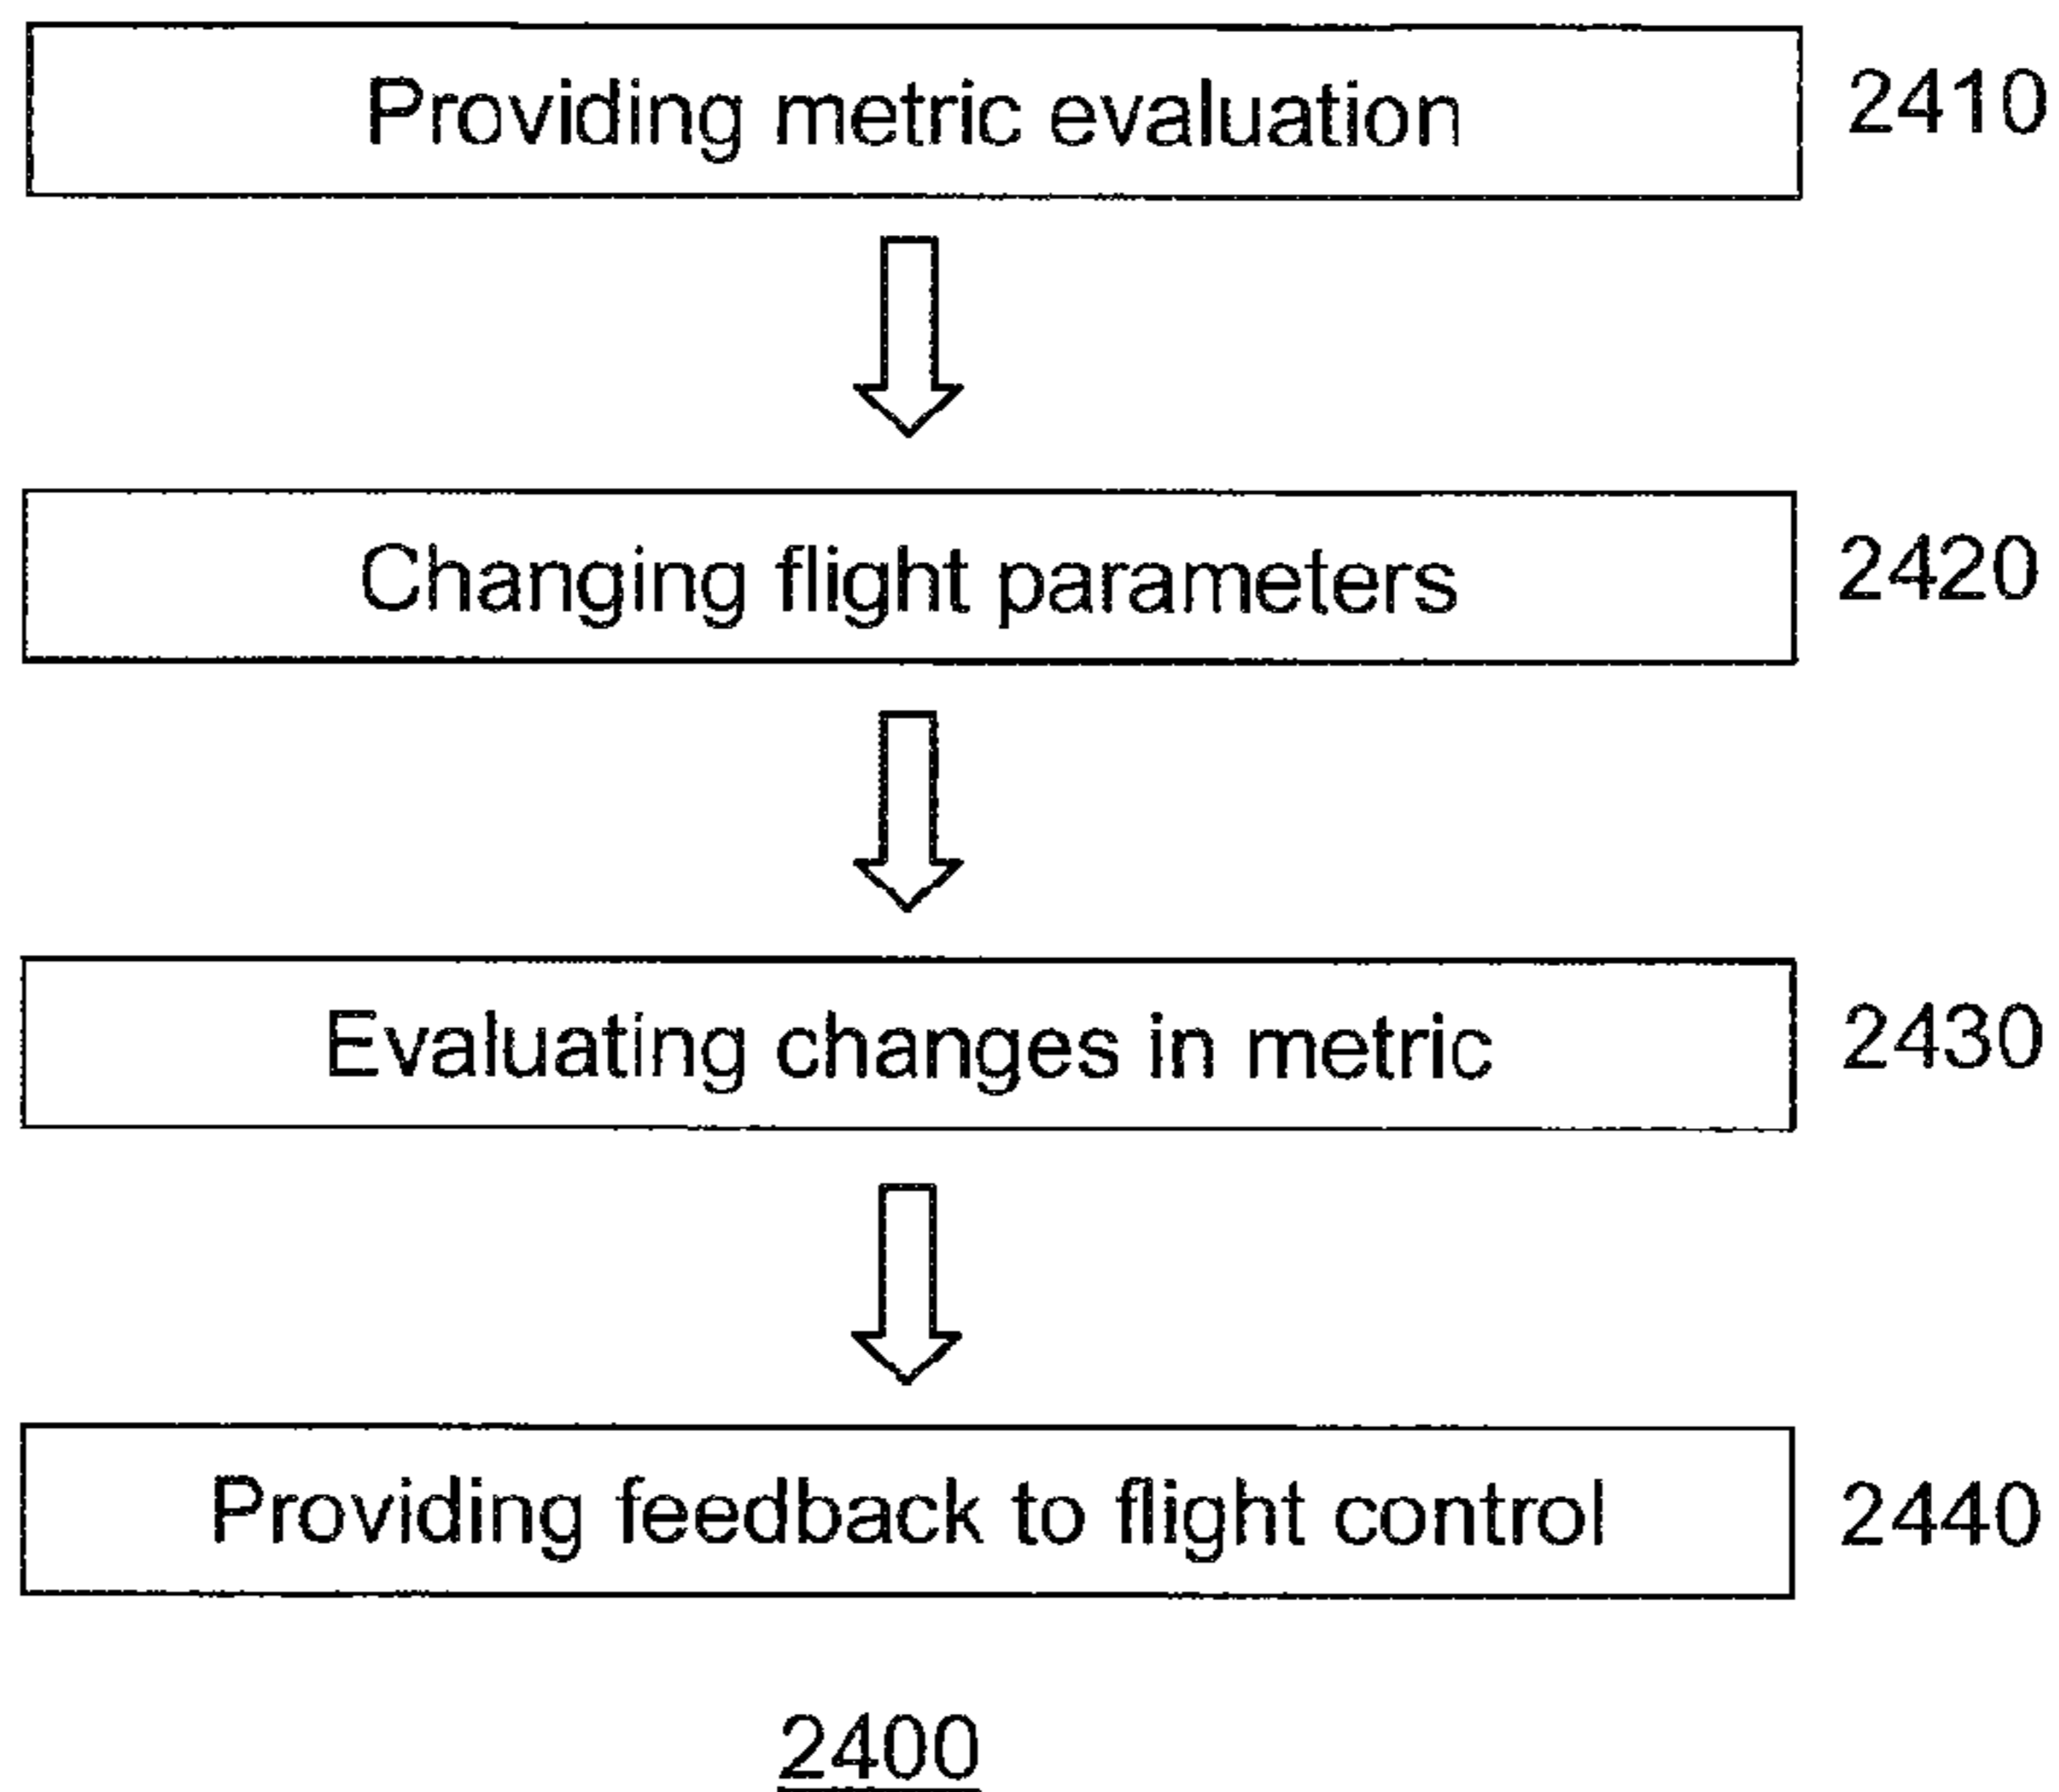 Providing metric evaluation 2410
Changing flight parameters 2420
Evaluating changes in metric 2430
Providing feedback to flight control 2440
2400